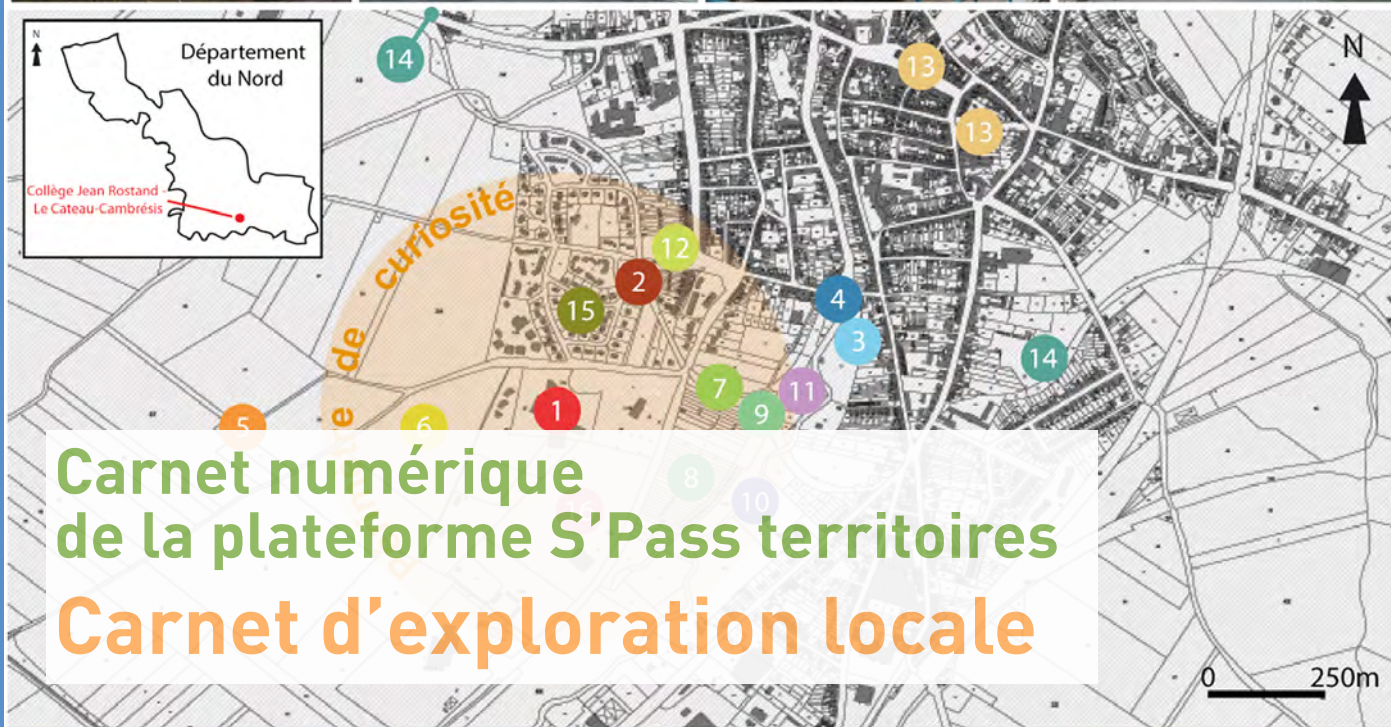 N
Département
du Nord
Collège Jean Rostand -
Le Cateau-Cambrésis
N
14
13
13
curiosité
de
12
2
15
4
3
14
7
11
1
9
5
6
8
10
Carnet numérique
de la plateforme S'Pass territoires
Carnet d'exploration locale
0
250m